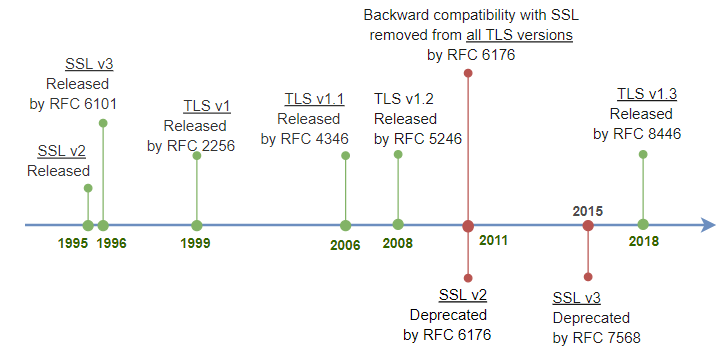 Backward compatibility with SSL
removed from all TLS versions
by RFC 6176
SSL v3
Released
by RFC 6101
SSL v2
Released
TLS v1
Released
by RFC 2256
TLS v1.1
Released
by RFC 4346
TLS v1.2
Released
by RFC 5246
TLS v1.3
Released
by RFC 8446
1995
1996
1999
2006
2008
2011
2015
2018
SSL v2
Deprecated
by RFC 6176
SSL v3
Deprecated
by RFC 7568